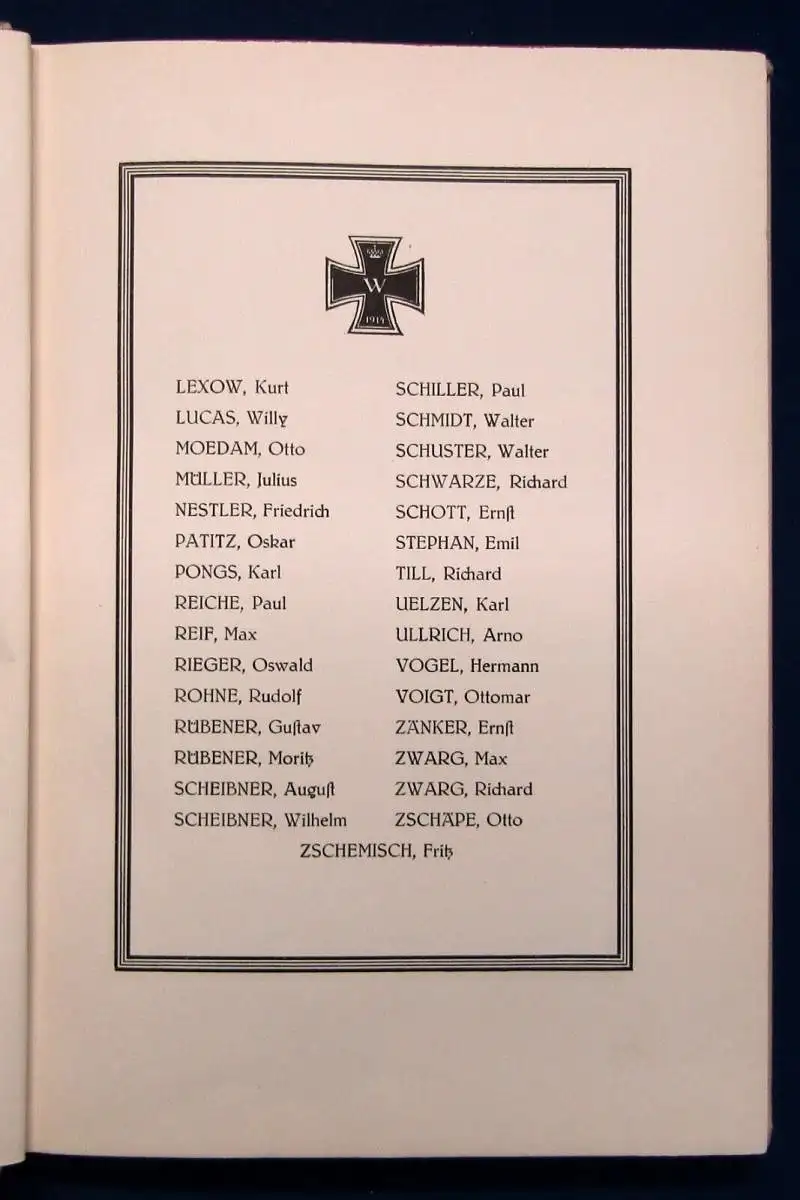 W
1914
LEXOW, Kurt
LUCAS, Willy
MOEDAM, Otto
MÜLLER, Julius
NESTLER, Friedrich
PATITZ, Oskar
PONGS, Karl
REICHE, Paul
REIF, Max
RIEGER, Oswald
ROHNE, Rudolf
RÜBENER, Guſtav
RÜBENER, Moritz
SCHEIBNER, Auguſt
SCHEIBNER, Wilhelm
SCHILLER, Paul
SCHMIDT, Walter
SCHUSTER, Walter
SCHWARZE, Richard
SCHOTT, Ernſt
STEPHAN, Emil
TILL, Richard
UELZEN, Karl
ULLRICH, Arno
VOGEL, Hermann
VOIGT, Ottomar
ZÄNKER, Ernſt
ZWARG, Max
ZWARG, Richard
ZSCHÄPE, Otto
ZSCHEMISCH, Fritz